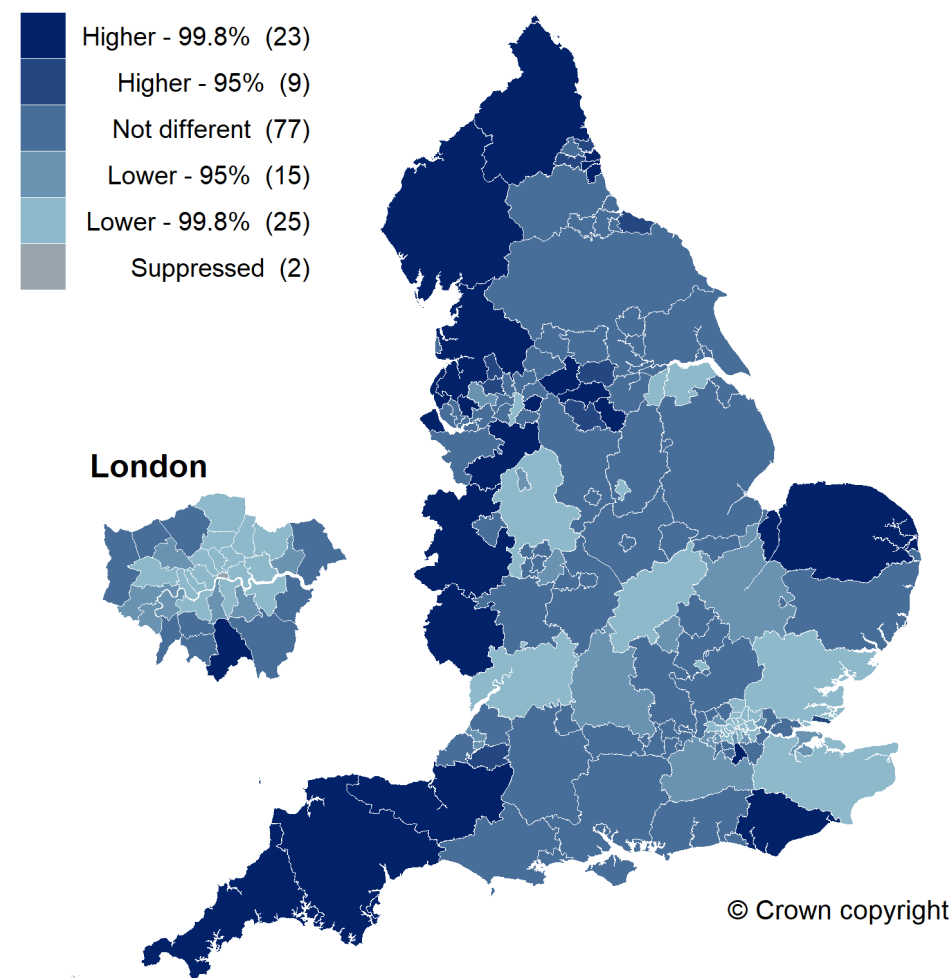 Higher - 99.8% (23)
Higher - 95% (9)
Not different (77)
Lower - 95% (15)
Lower - 99.8% (25)
Suppressed (2)
London
© Crown copyright